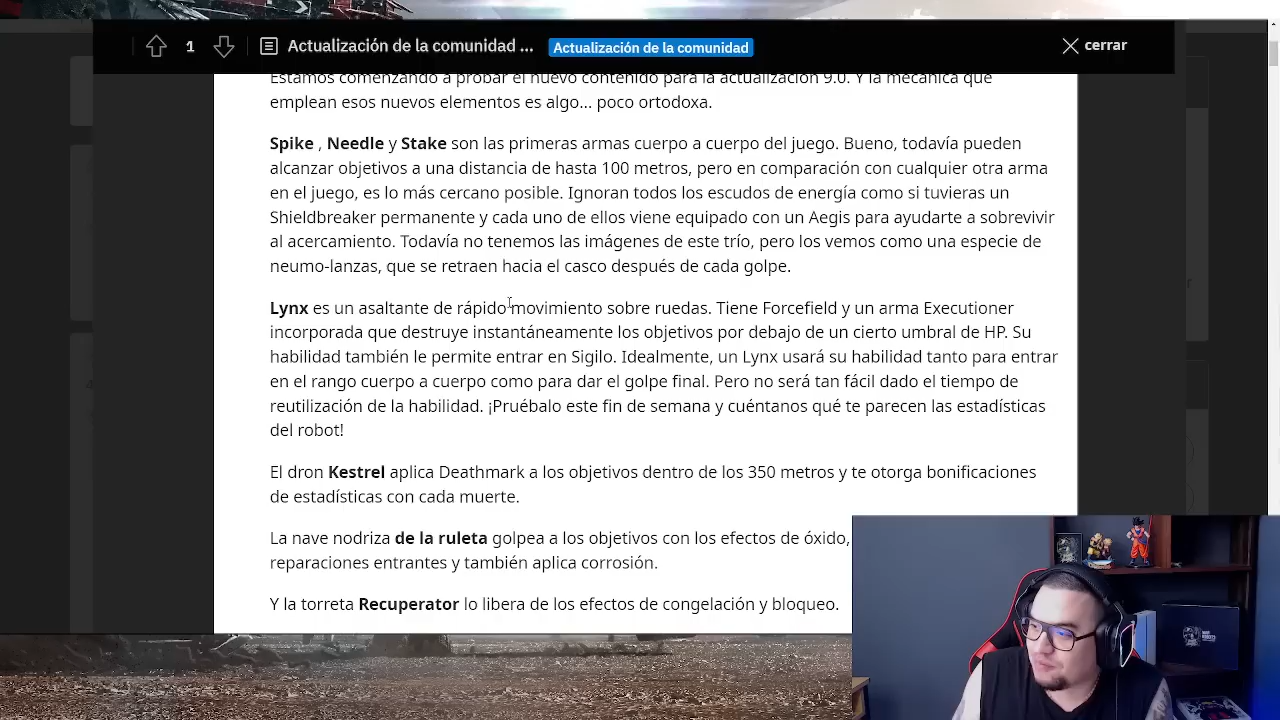 1
Actualización de la comunidad ...
Actualización de la comunidad
cerrar
Estamos comenzando a probar el nuevo contenido para la actualización 9.0. Y la mecánica que
emplean esos nuevos elementos es algo... poco ortodoxa.
Spike , Needle y Stake son las primeras armas cuerpo a cuerpo del juego. Bueno, todavía pueden
alcanzar objetivos a una distancia de hasta 100 metros, pero en comparación con cualquier otra arma
en el juego, es lo más cercano posible. Ignoran todos los escudos de energía como si tuvieras un
Shieldbreaker permanente y cada uno de ellos viene equipado con un Aegis para ayudarte a sobrevivir
al acercamiento. Todavía no tenemos las imágenes de este trío, pero los vemos como una especie de
neumo-lanzas, que se retraen hacia el casco después de cada golpe.
Lynx es un asaltante de rápido movimiento sobre ruedas. Tiene Forcefield y un arma Executioner
incorporada que destruye instantáneamente los objetivos por debajo de un cierto umbral de HP. Su
habilidad también le permite entrar en Sigilo. Idealmente, un Lynx usará su habilidad tanto para entrar
en el rango cuerpo a cuerpo como para dar el golpe final. Pero no será tan fácil dado el tiempo de
reutilización de la habilidad. ¡Pruébalo este fin de semana y cuéntanos qué te parecen las estadísticas
del robot!
El dron Kestrel aplica Deathmark a los objetivos dentro de los 350 metros y te otorga bonificaciones
de estadísticas con cada muerte.
La nave nodriza de la ruleta golpea a los objetivos con los efectos de óxido,
reparaciones entrantes y también aplica corrosión.
Y la torreta Recuperator lo libera de los efectos de congelación y bloqueo.